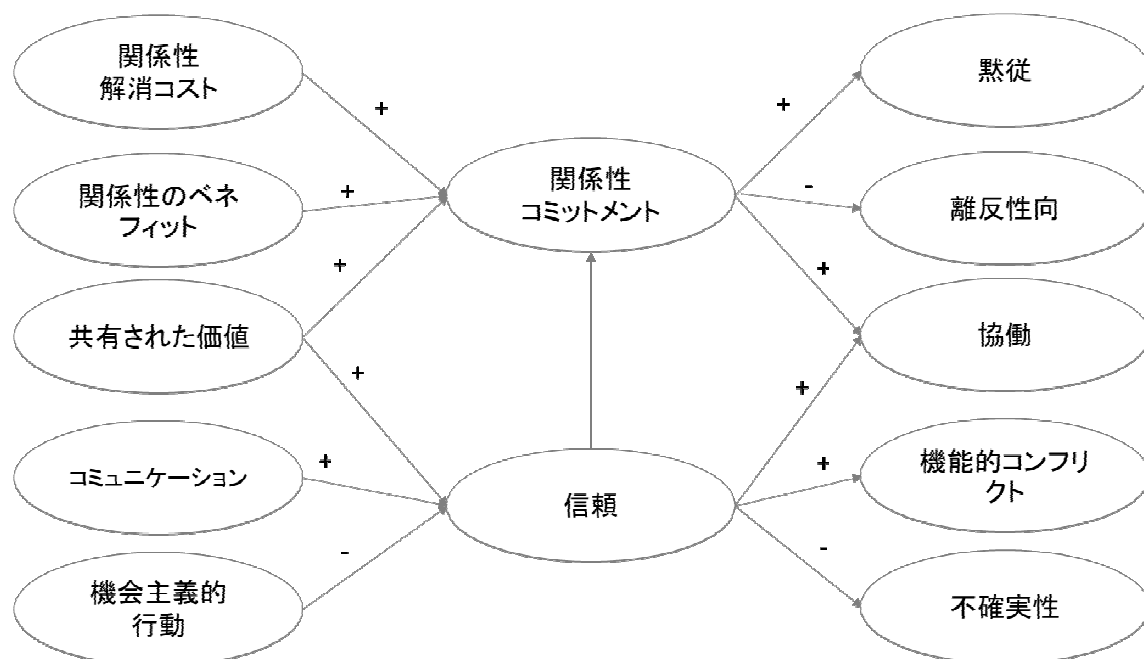 関係性
解消コスト
+
黙従
+
関係性のベネ
フィット
+
関係性
コミットメント
-
離反性向
+
+
共有された価値
協働
+
+
コミュニケーション
+
信頼
+
機能的コンフリ
クト
機会主義的
行動
-
-
不確実性